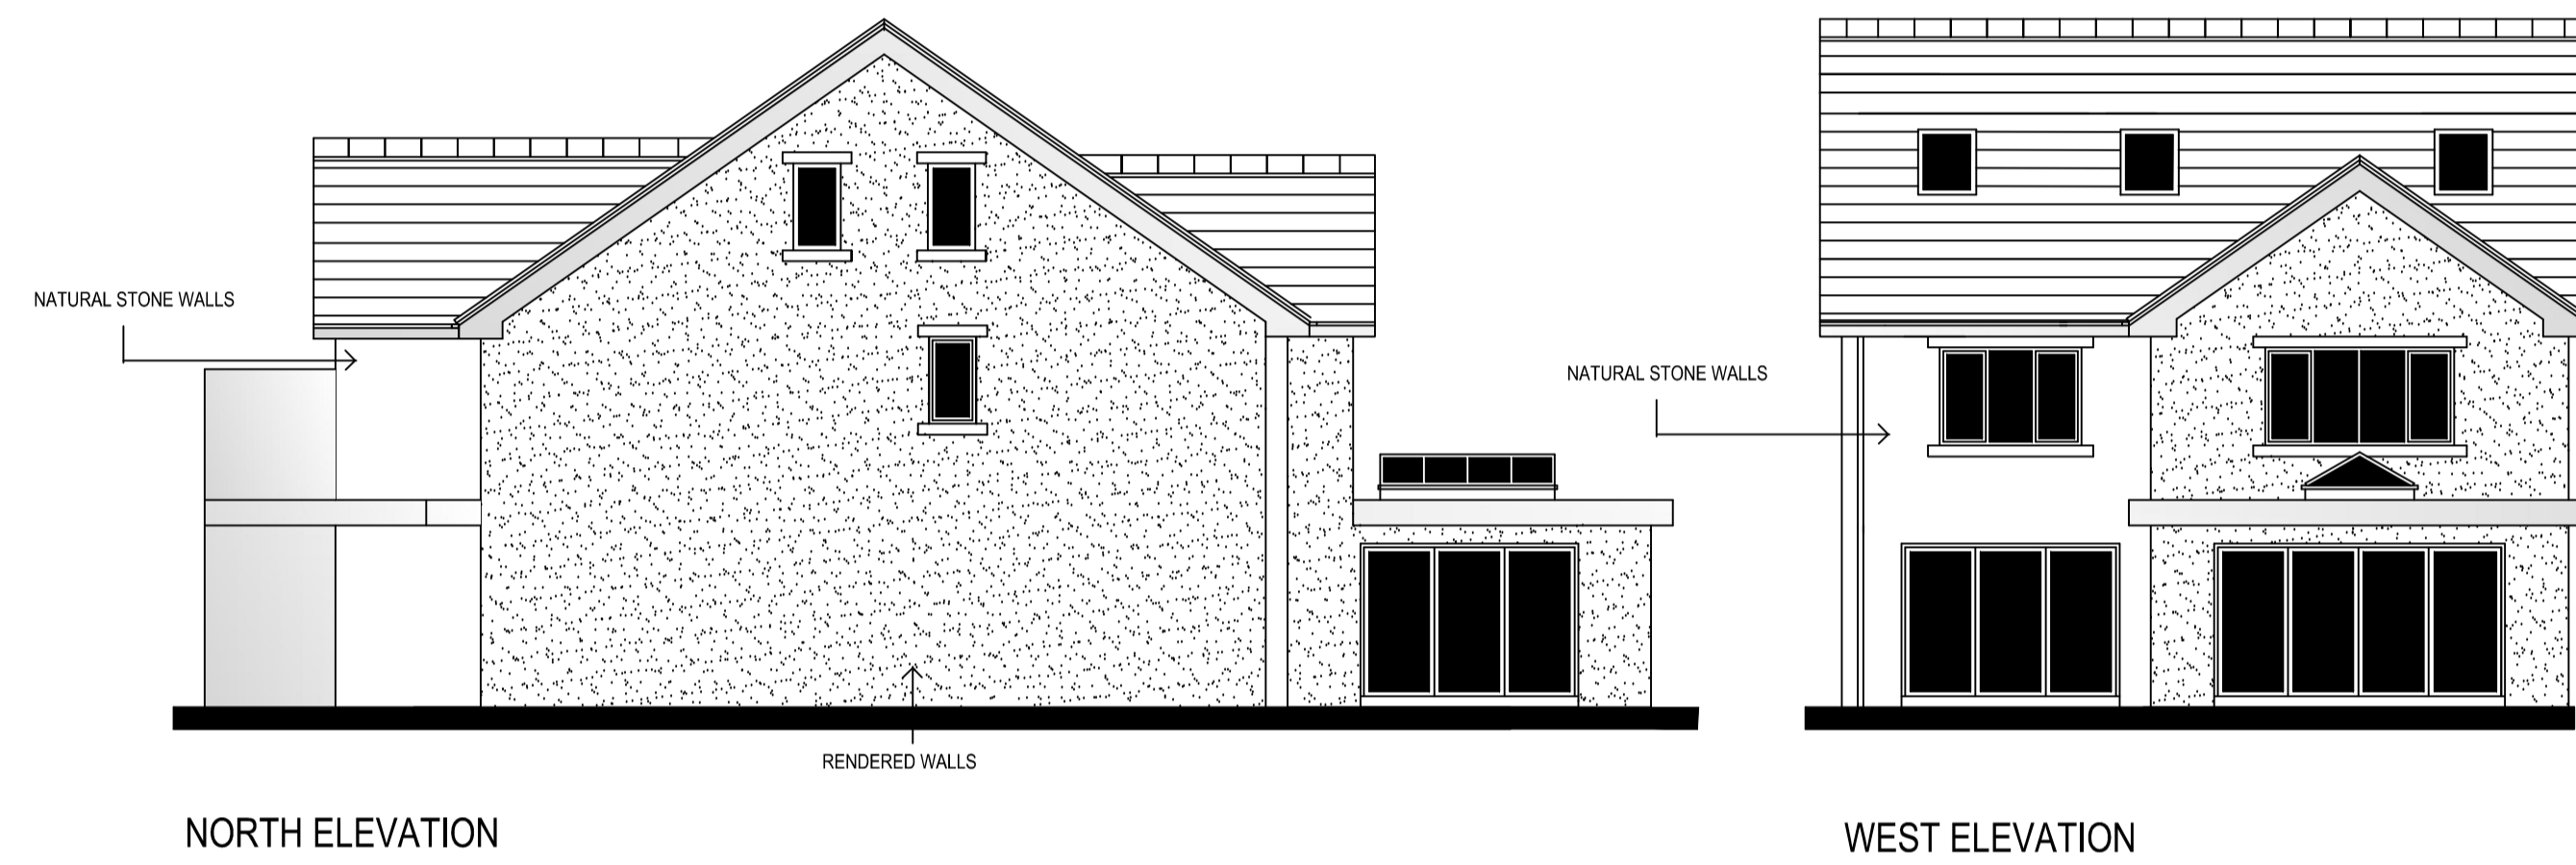 NATURAL STONE WALLS
NATURAL STONE WALLS
RENDERED WALLS
NORTH ELEVATION
WEST ELEVATION